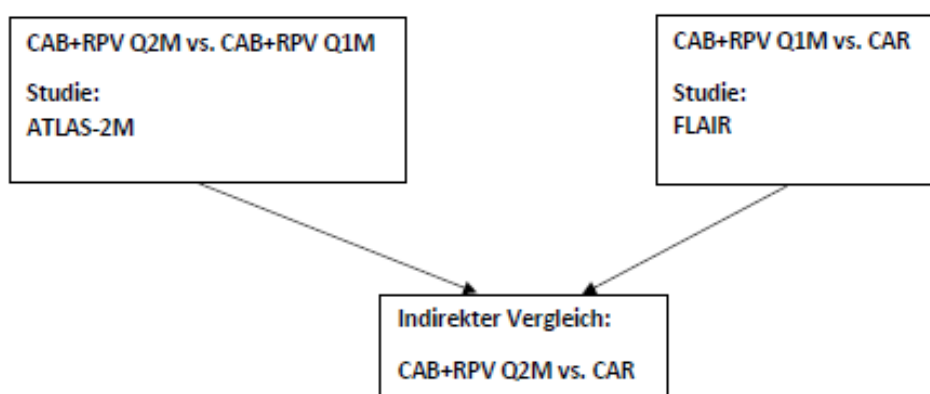 CAB+RPV Q2M vs. CAB+RPV Q1M
Studie:
ATLAS-2M
CAB+RPV Q1M vs. CAR
Studie:
FLAIR
Indirekter Vergleich:
CAB+RPV Q2M vs. CAR